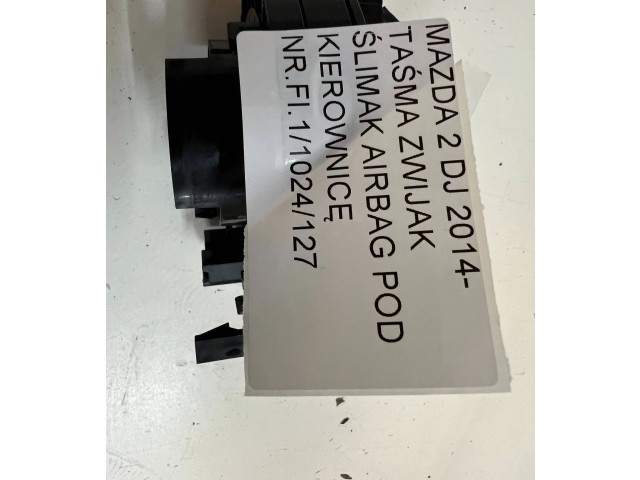 MAZDA 2 DJ 2014-
TAŚMA ZWIJAK
ŚLIMAK AIRBAG POD
KIEROWNICĘ
NR.FI. 1/1024/127